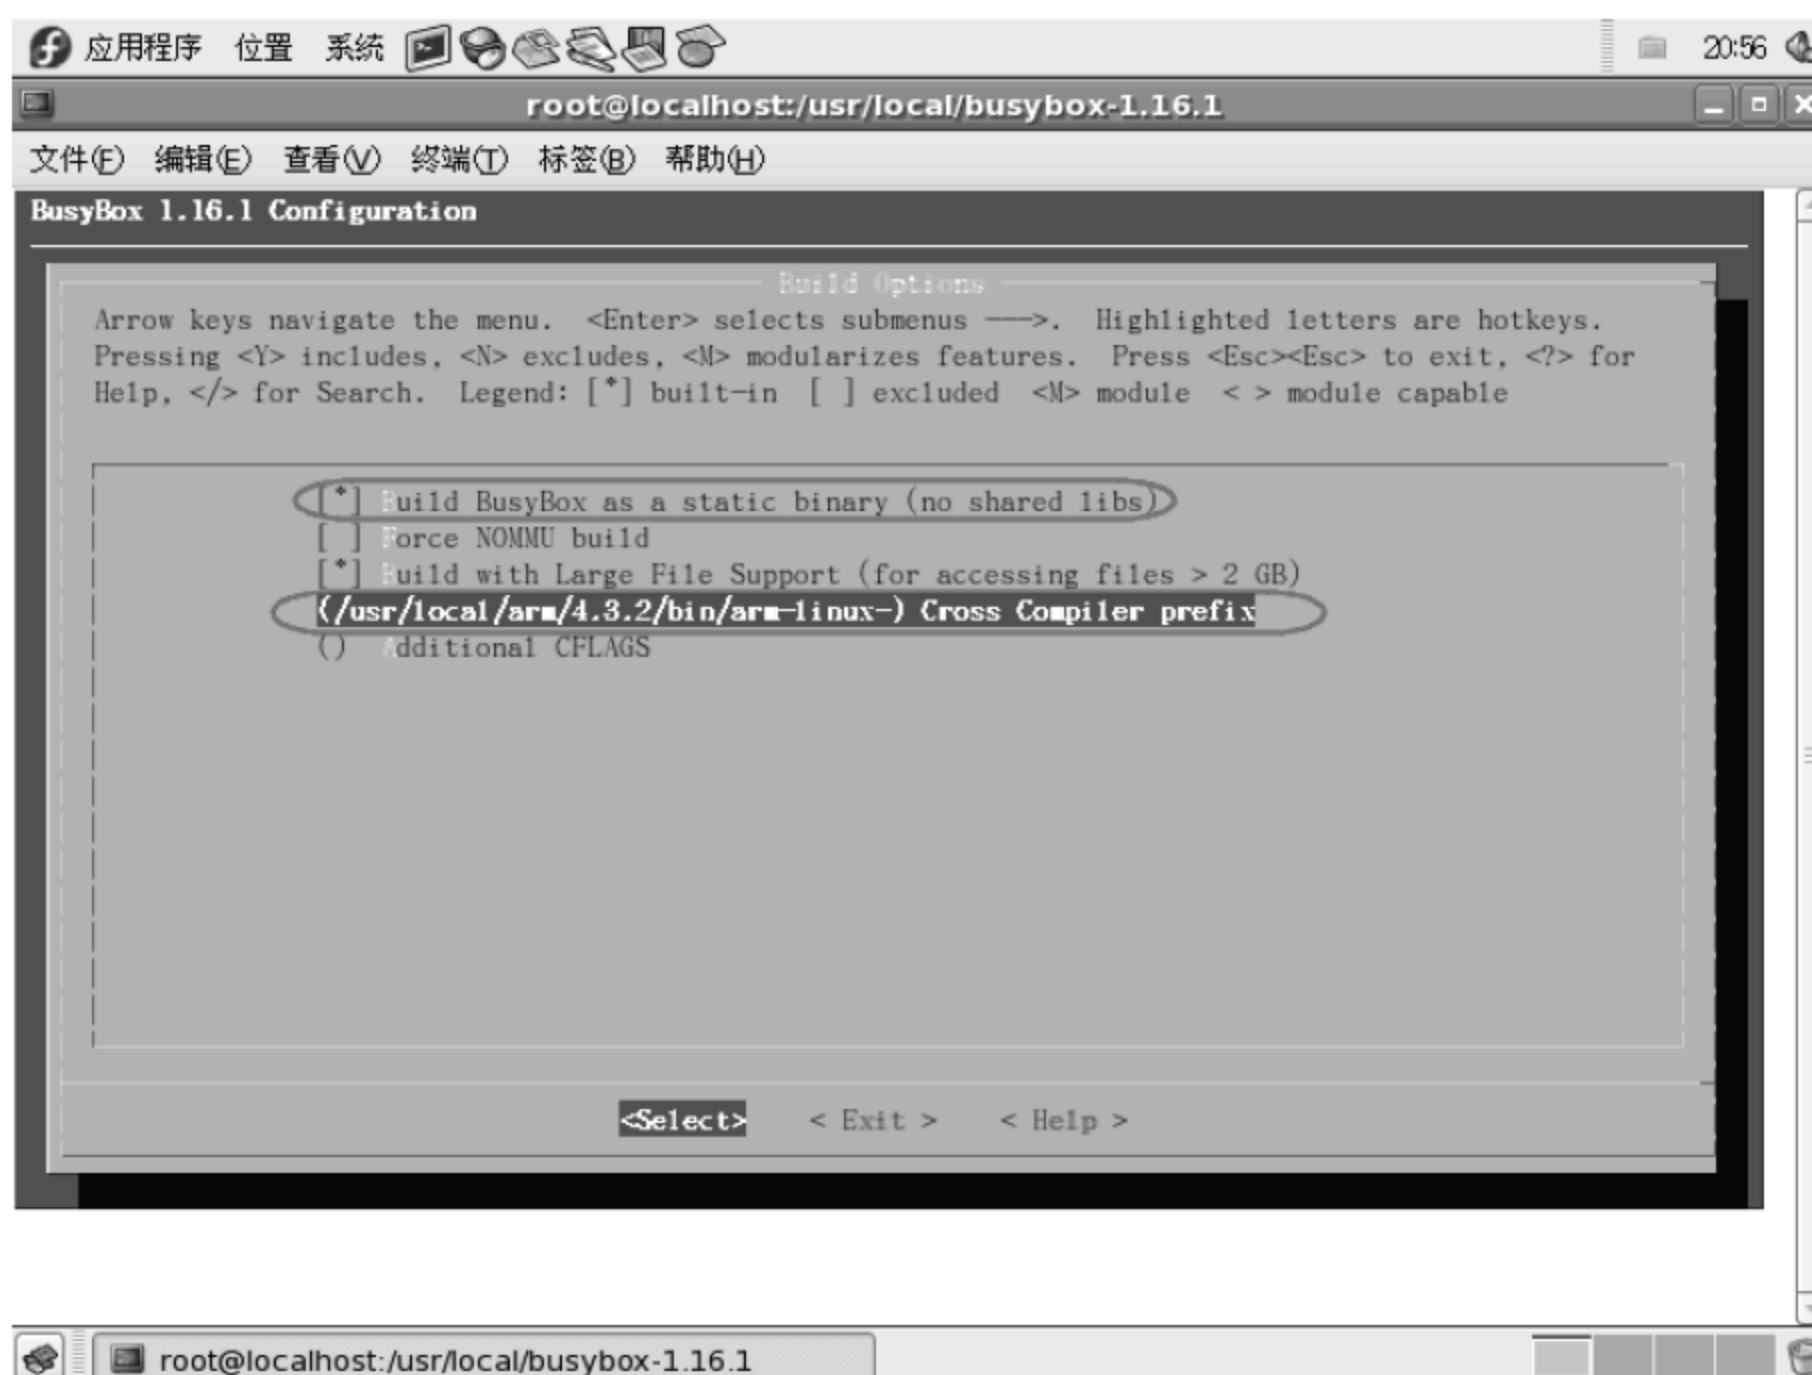 应用程序 位置 系统 20:56
root@localhost:/usr/local/busybox-1.16.1
文件(F) 编辑(E) 查看(V) 终端(T) 标签(B) 帮助(H)
BusyBox 1.16.1 Configuration
Build Options
Arrow keys navigate the menu. <Enter> selects submenus --->. Highlighted letters are hotkeys.
Pressing <Y> includes, <N> excludes, <M> modularizes features. Press <Esc><Esc> to exit, <?> for
Help, </> for Search. Legend: [*] built-in [ ] excluded <M> module < > module capable
[*] Build BusyBox as a static binary (no shared libs)
[ ] Force NOMMU build
[*] Build with Large File Support (for accessing files > 2 GB)
(/usr/local/arm/4.3.2/bin/arm-linux-) Cross Compiler prefix
() Additional CFLAGS
<Select> < Exit > < Help >
root@localhost:/usr/local/busybox-1.16.1